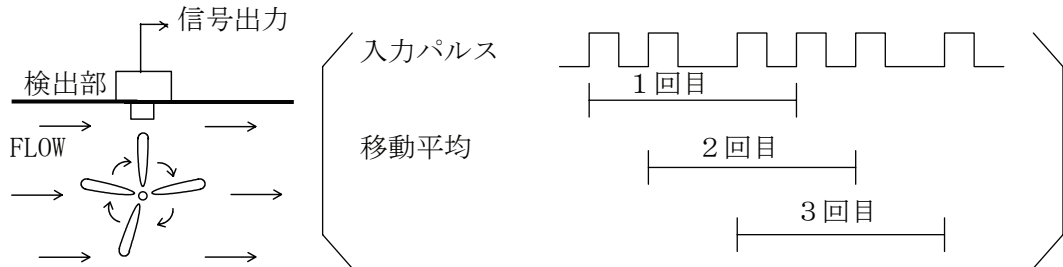 信号出力
検出部
FLOW
入力パルス
移動平均
１回目
２回目
３回目